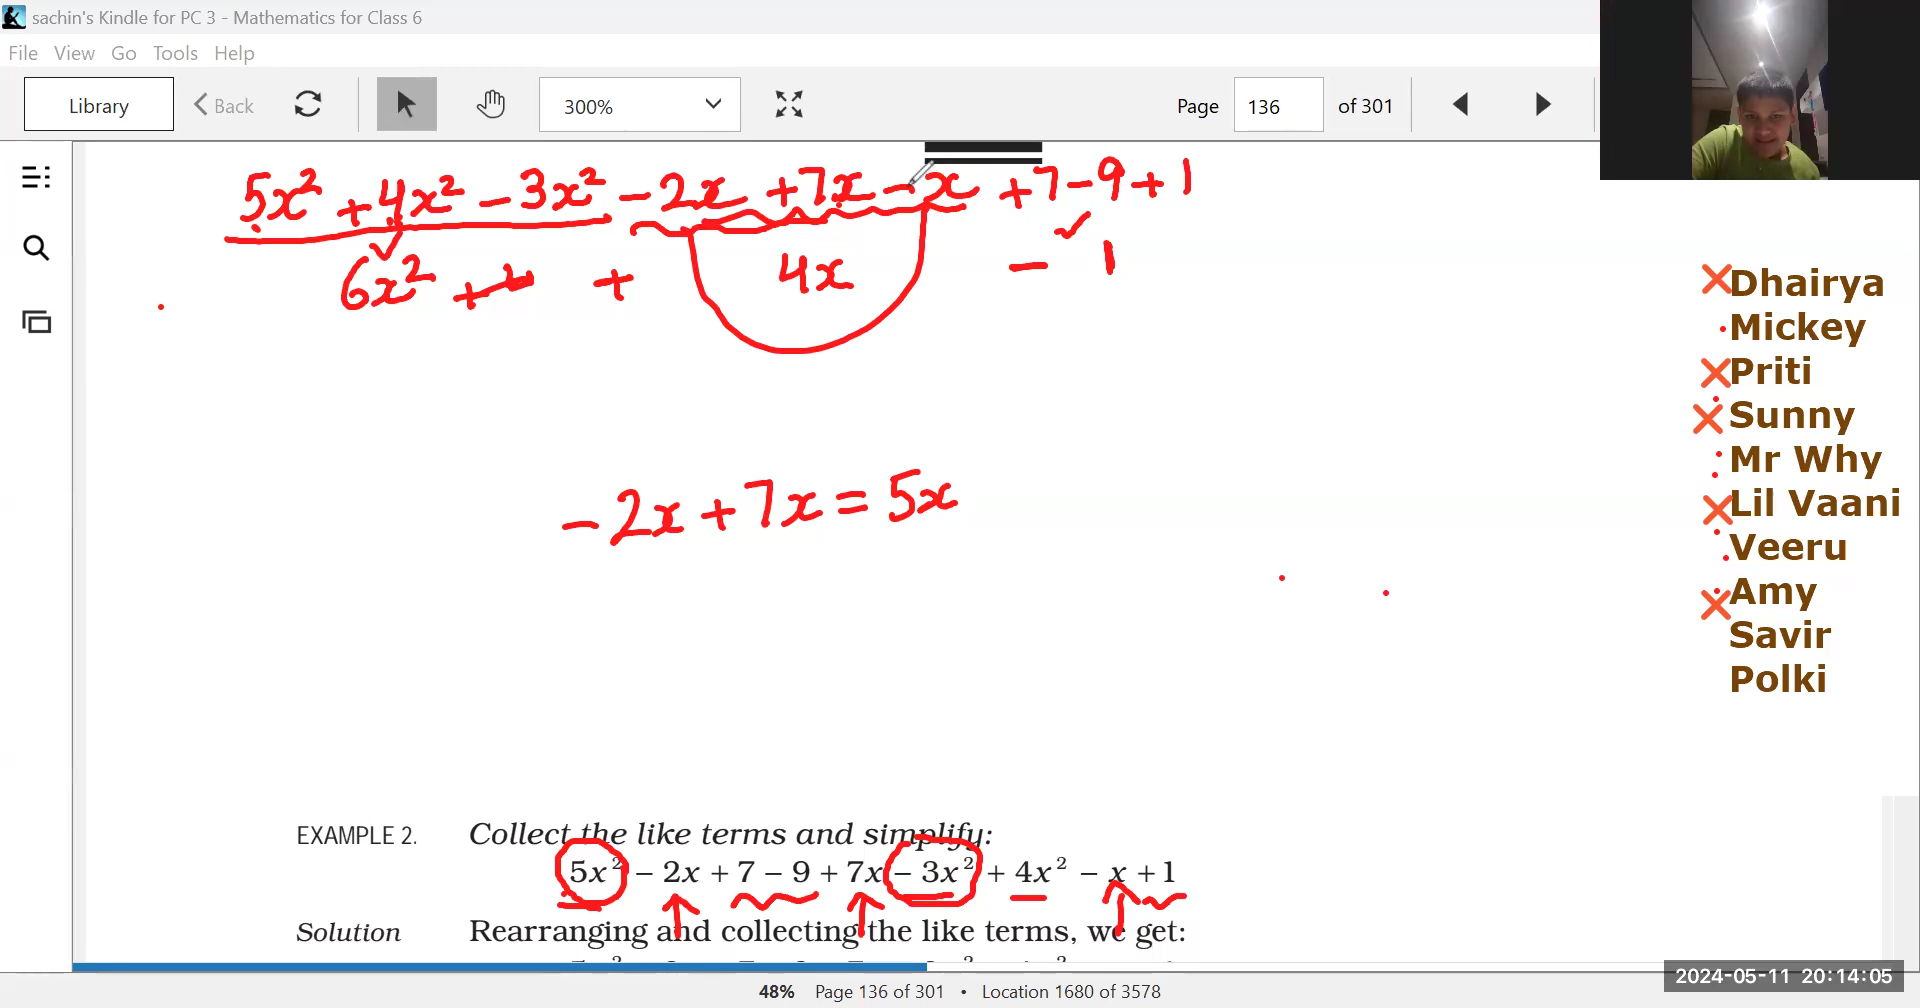 sachin's Kindle for PC 3 - Mathematics for Class 6
File View Go Tools Help
Library Back 300% Page 136 of 301
5x² + 4x² - 3x² - 2x + 7x - x + 7 - 9 + 1
6x² + + 4x - 1
Dhairya
Mickey
Priti
Sunny
Mr Why
Lil Vaani
Veeru
Amy
Savir
Polki
- 2x + 7x = 5x
EXAMPLE 2. Collect the like terms and simplify:
5x² − 2x + 7 − 9 + 7x − 3x² + 4x² − x + 1
Solution Rearranging and collecting the like terms, we get:
48% Page 136 of 301 • Location 1680 of 3578
2024-05-11 20:14:05